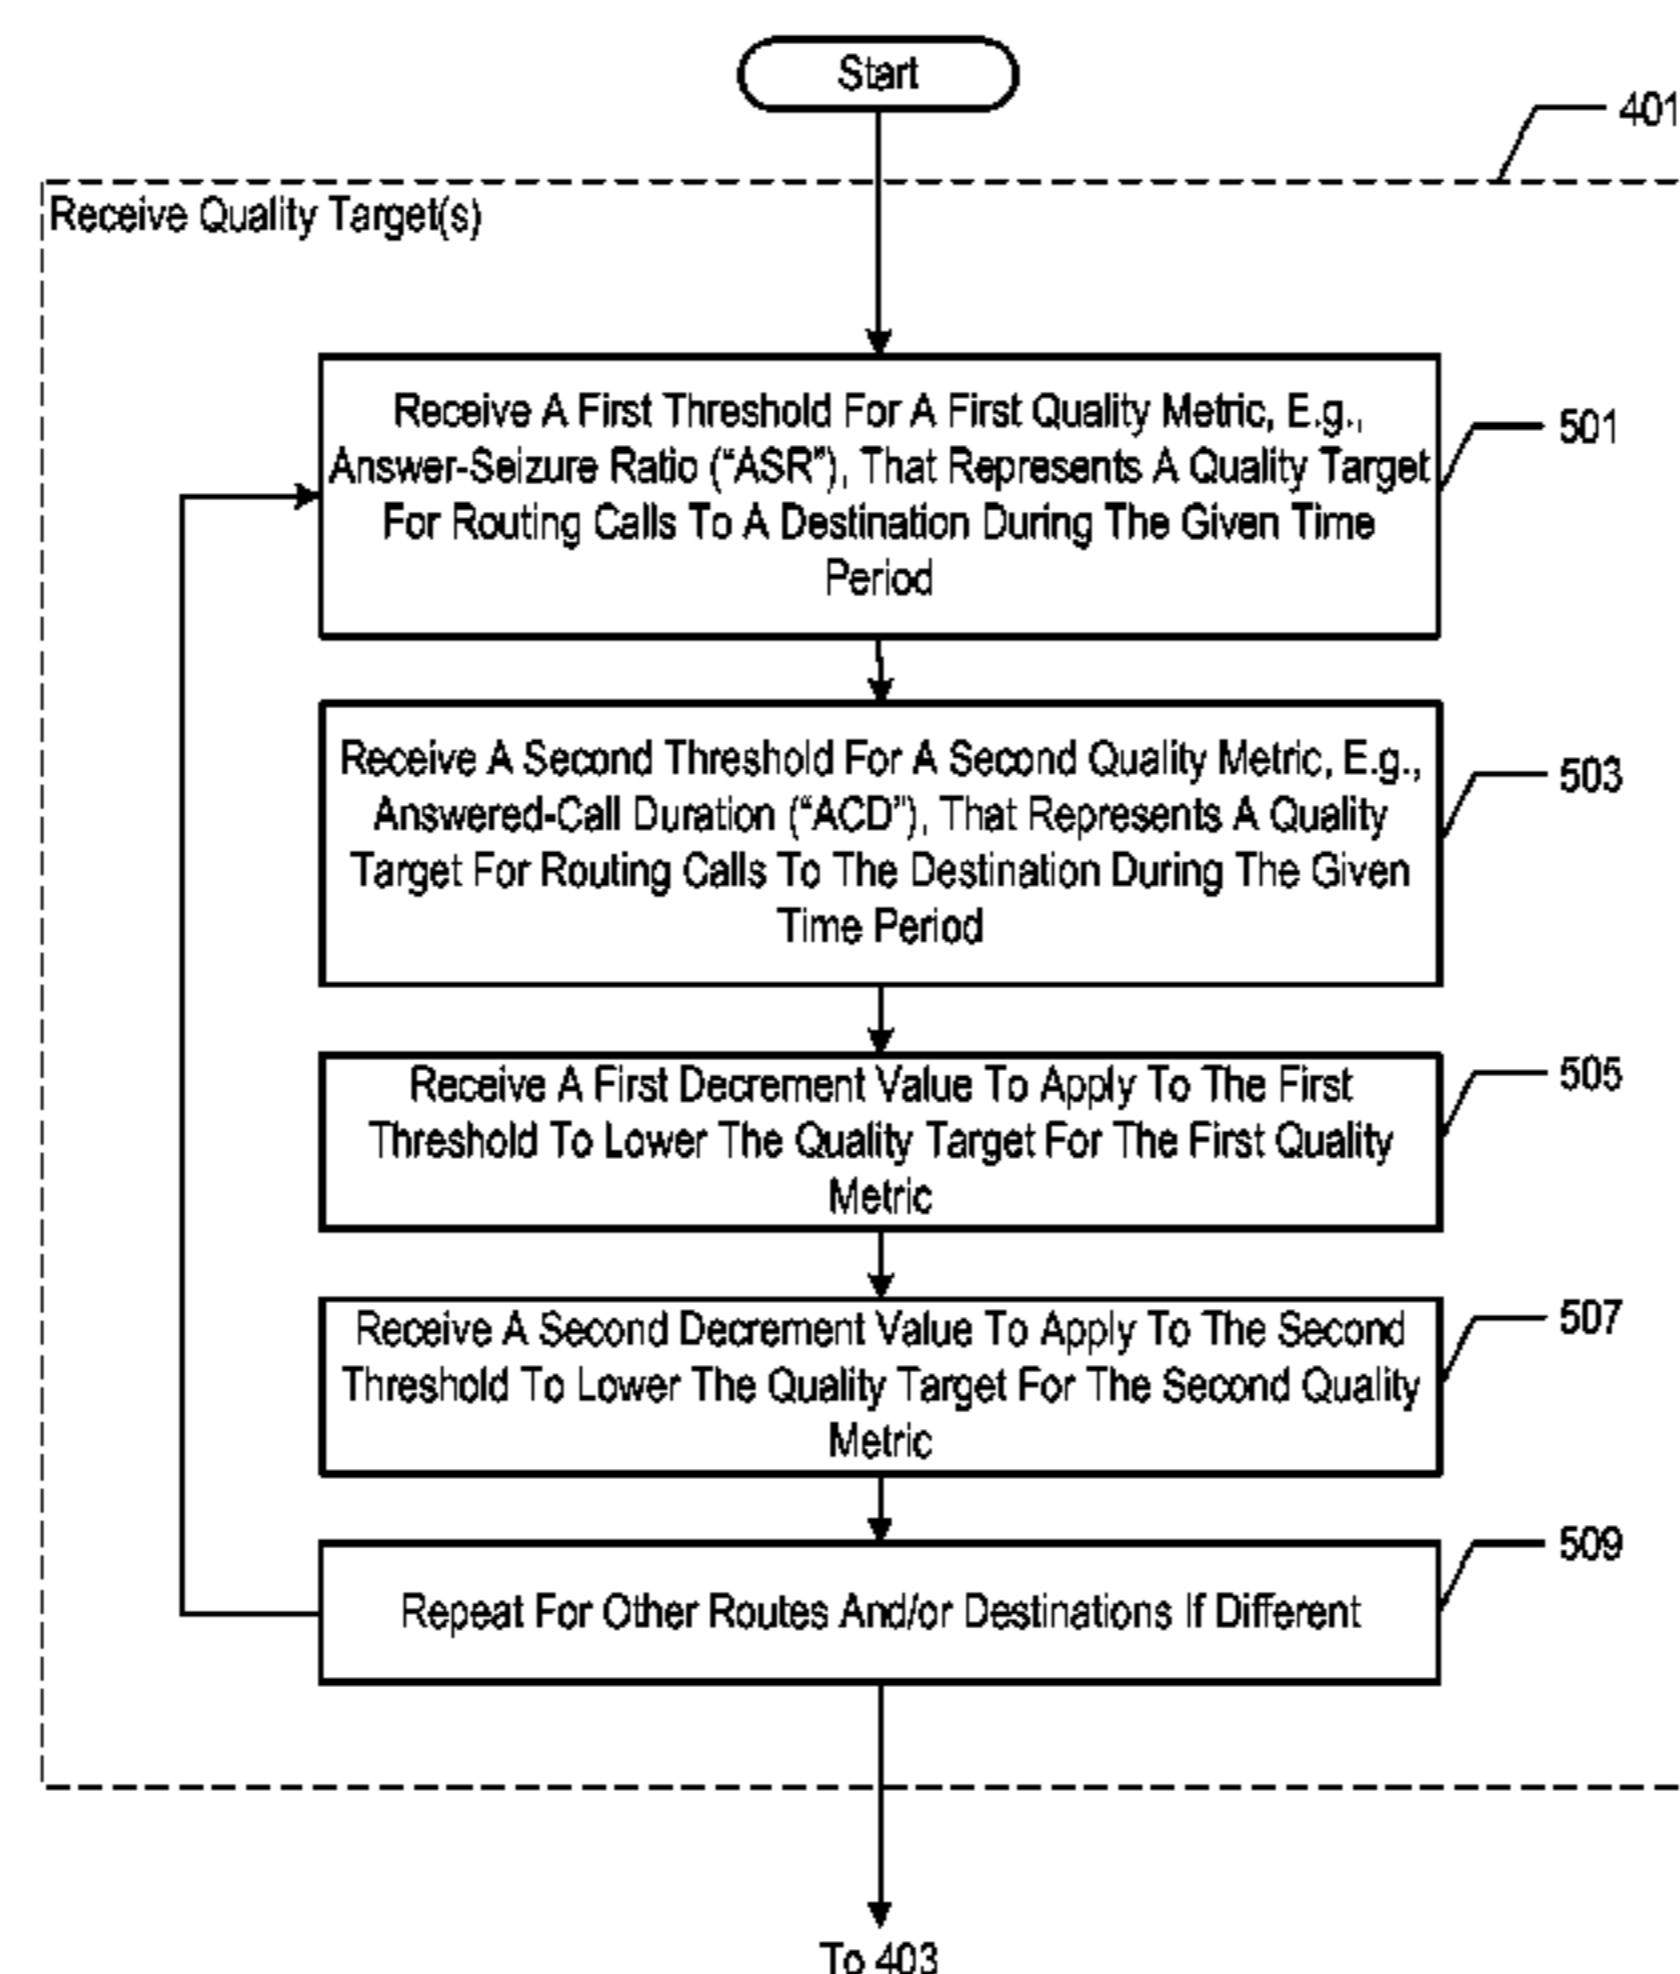 Start
401
Receive Quality Target(s)
Receive A First Threshold For A First Quality Metric, E.g.,
Answer-Seizure Ratio (“ASR”), That Represents A Quality Target
For Routing Calls To A Destination During The Given Time
Period
501
Receive A Second Threshold For A Second Quality Metric, E.g.,
Answered-Call Duration (“ACD”), That Represents A Quality
Target For Routing Calls To The Destination During The Given
Time Period
503
Receive A First Decrement Value To Apply To The First
Threshold To Lower The Quality Target For The First Quality
Metric
505
Receive A Second Decrement Value To Apply To The Second
Threshold To Lower The Quality Target For The Second Quality
Metric
507
Repeat For Other Routes And/or Destinations If Different
509
To 403